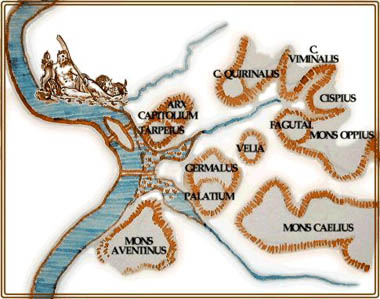 C.
VIMINALIS
C. QUIRINALIS
CISPIUS
ARX
CAPITOLIUM
TARPEIUS
FAGUTAL
MONS OPPIUS
VELIA
GERMALUS
PALATIUM
MONS CAELIUS
MONS
AVENTINUS